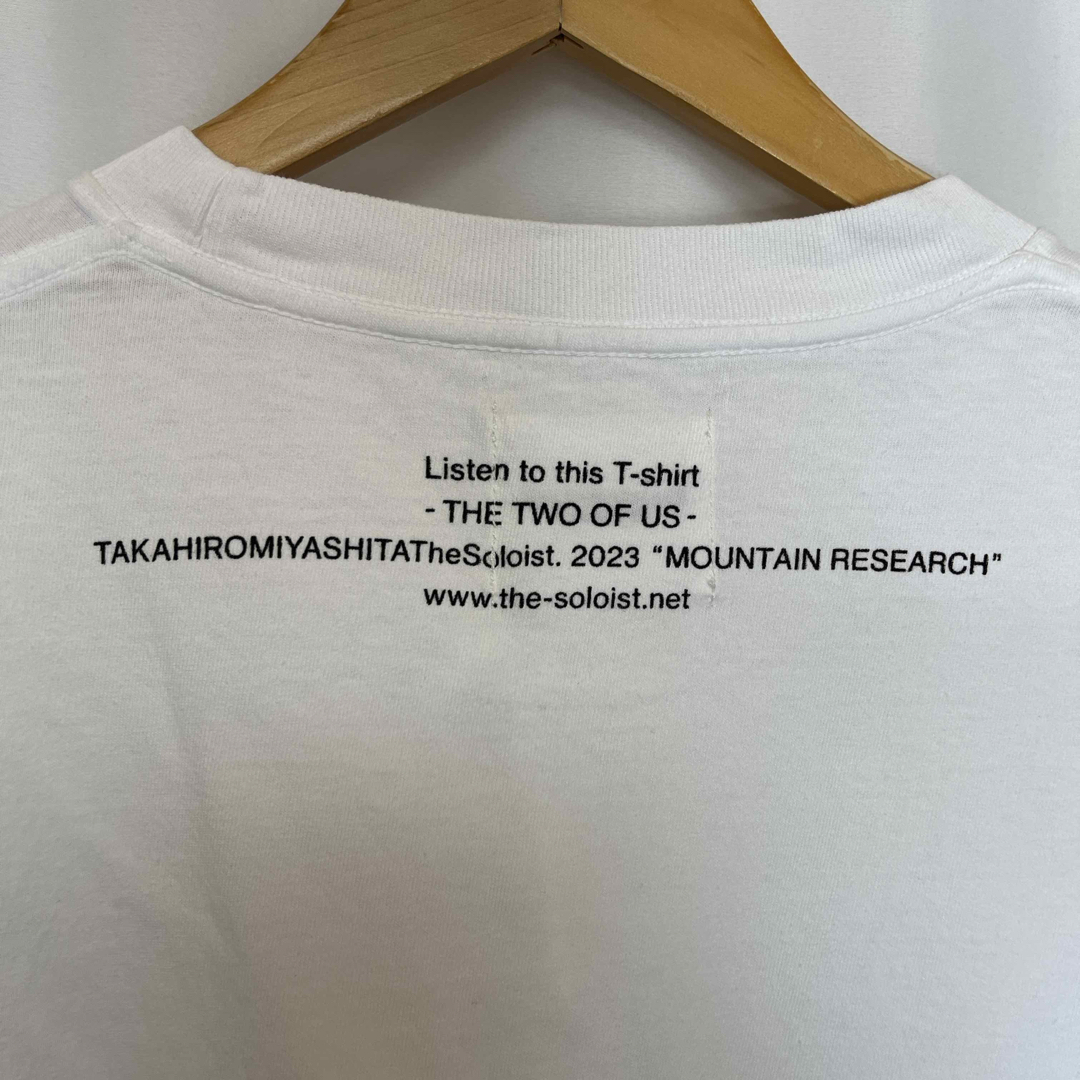 Listen to this T-shirt
- THE TWO OF US -
TAKAHIROMIYASHITATheSoloist. 2023 “MOUNTAIN RESEARCH”
www.the-soloist.net